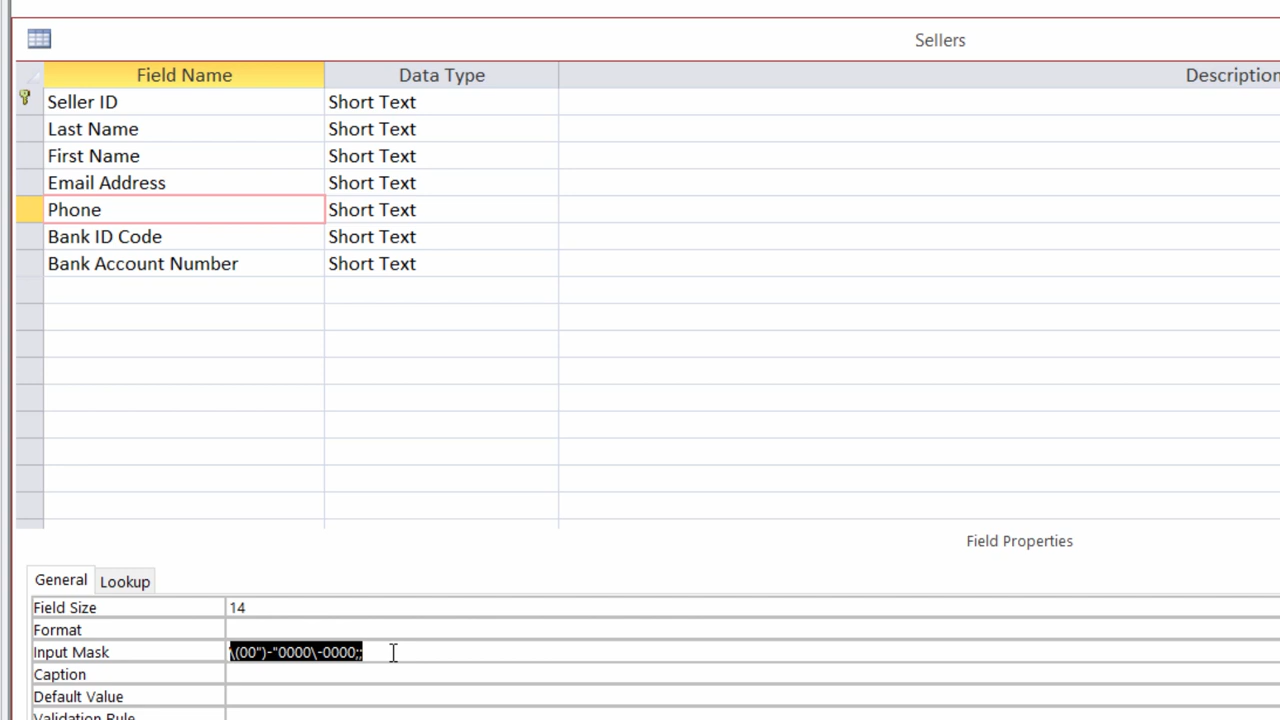 Sellers
Field Name Data Type Description
Seller ID Short Text
Last Name Short Text
First Name Short Text
Email Address Short Text
Phone Short Text
Bank ID Code Short Text
Bank Account Number Short Text
Field Properties
General Lookup
Field Size 14
Format
Input Mask \(00")-"0000\-0000;;
Caption
Default Value
Validation Rule